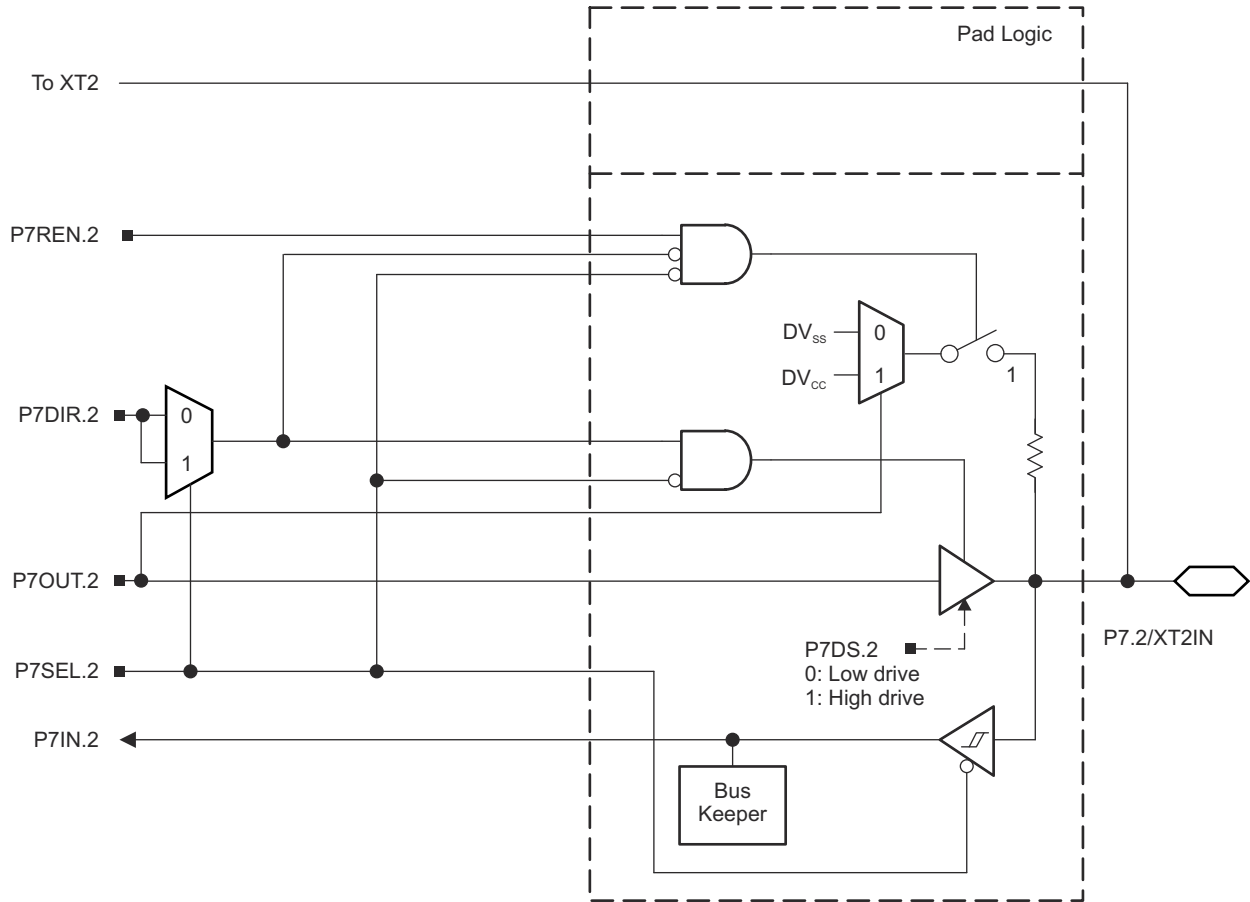 Pad Logic
To XT2
P7REN.2
DVSS
0
DVCC
1
1
P7DIR.2
0
1
P7OUT.2
P7SEL.2
P7DS.2
0: Low drive
1: High drive
P7.2/XT2IN
P7IN.2
Bus
Keeper